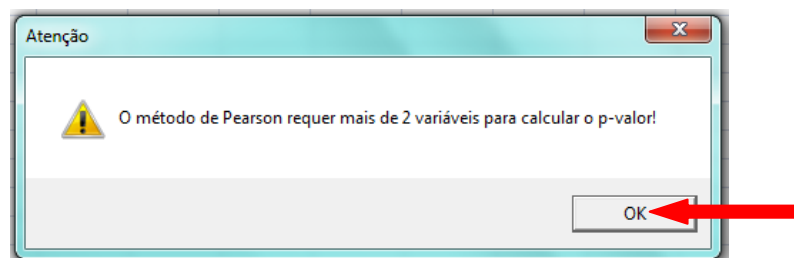 Atenção
O método de Pearson requer mais de 2 variáveis para calcular o p-valor!
OK